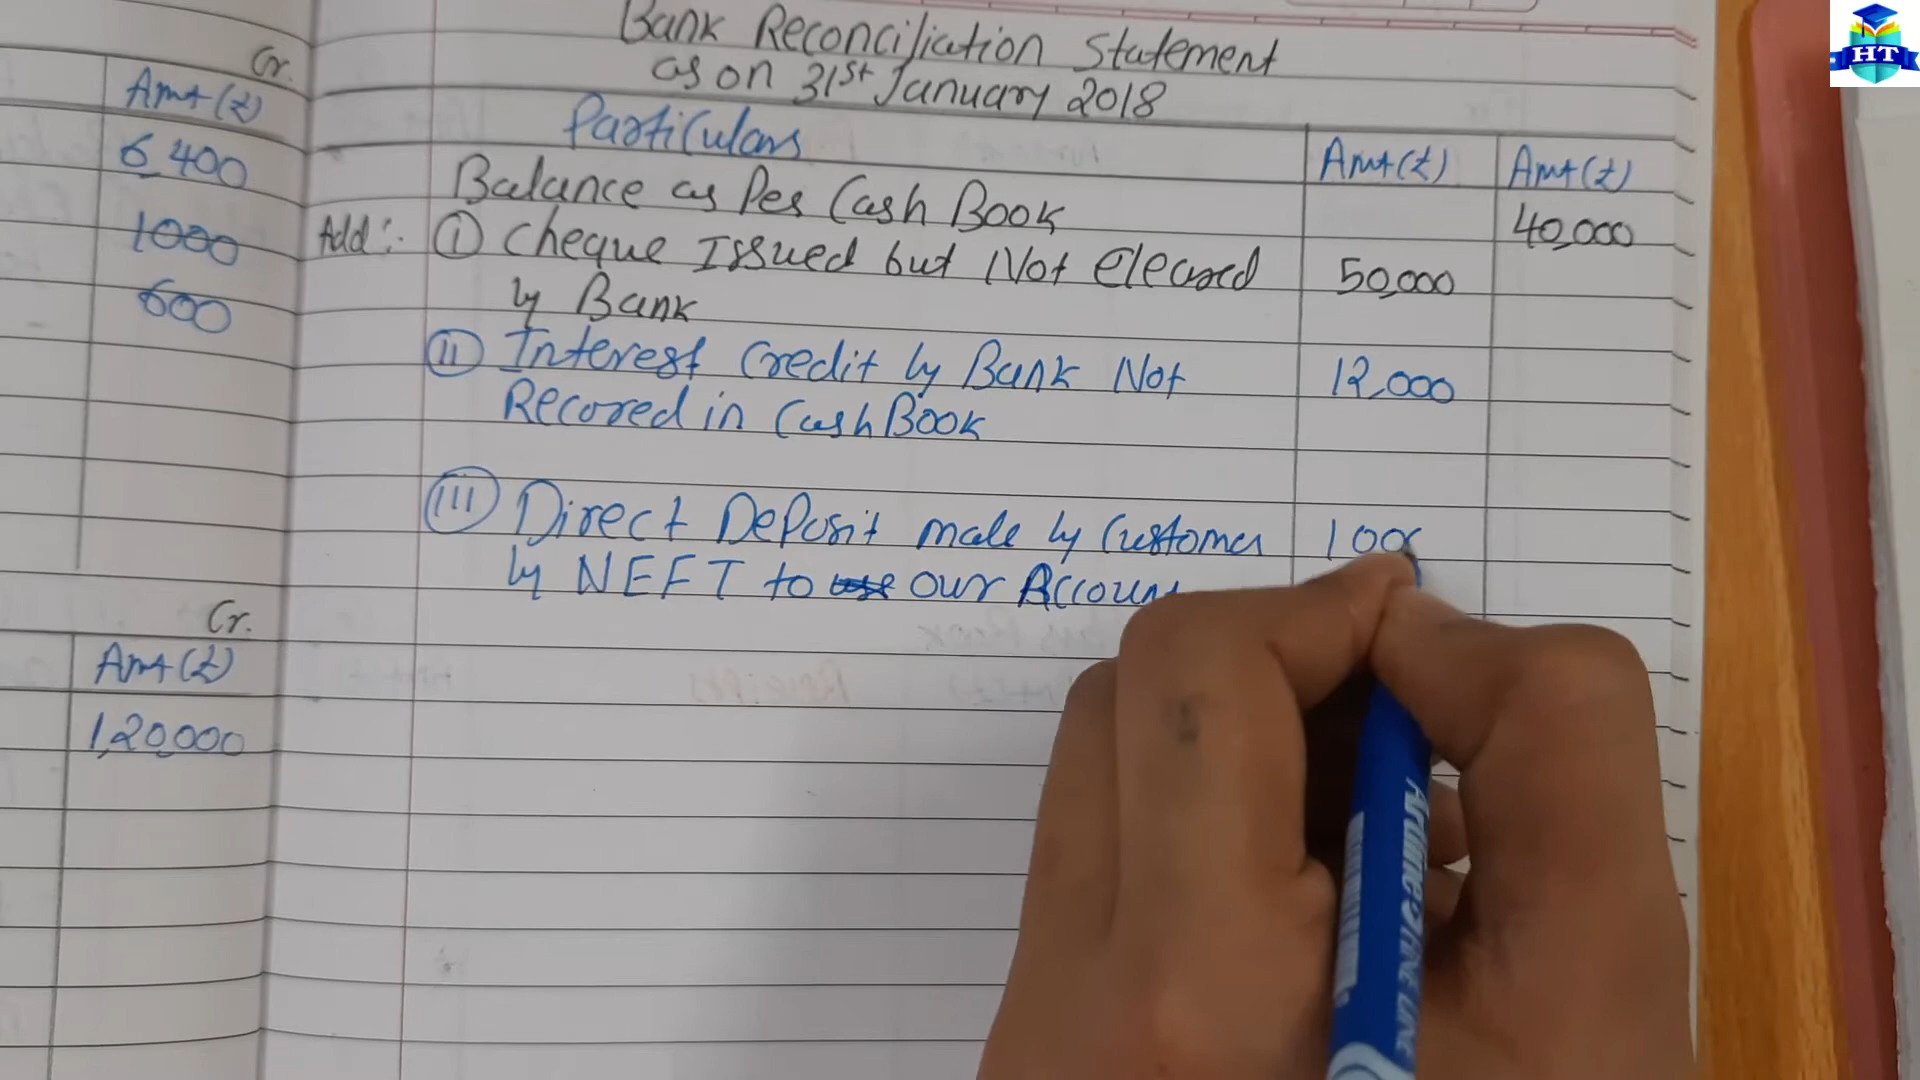 Cr.
Amt (₹)
6,400
1000
600
Cr.
Amt (₹)
1,20,000
Bank Reconciliation Statement
as on 31st January 2018
Particulars Amt (₹) Amt (₹)
Balance as Per Cash Book 40,000
Add:- (i) Cheque Issued but Not Cleared 50,000
by Bank
(ii) Interest Credit by Bank Not 12,000
Recored in Cash Book
(iii) Direct Deposit made by Customer 100
by NEFT to our Account
HT
Artline